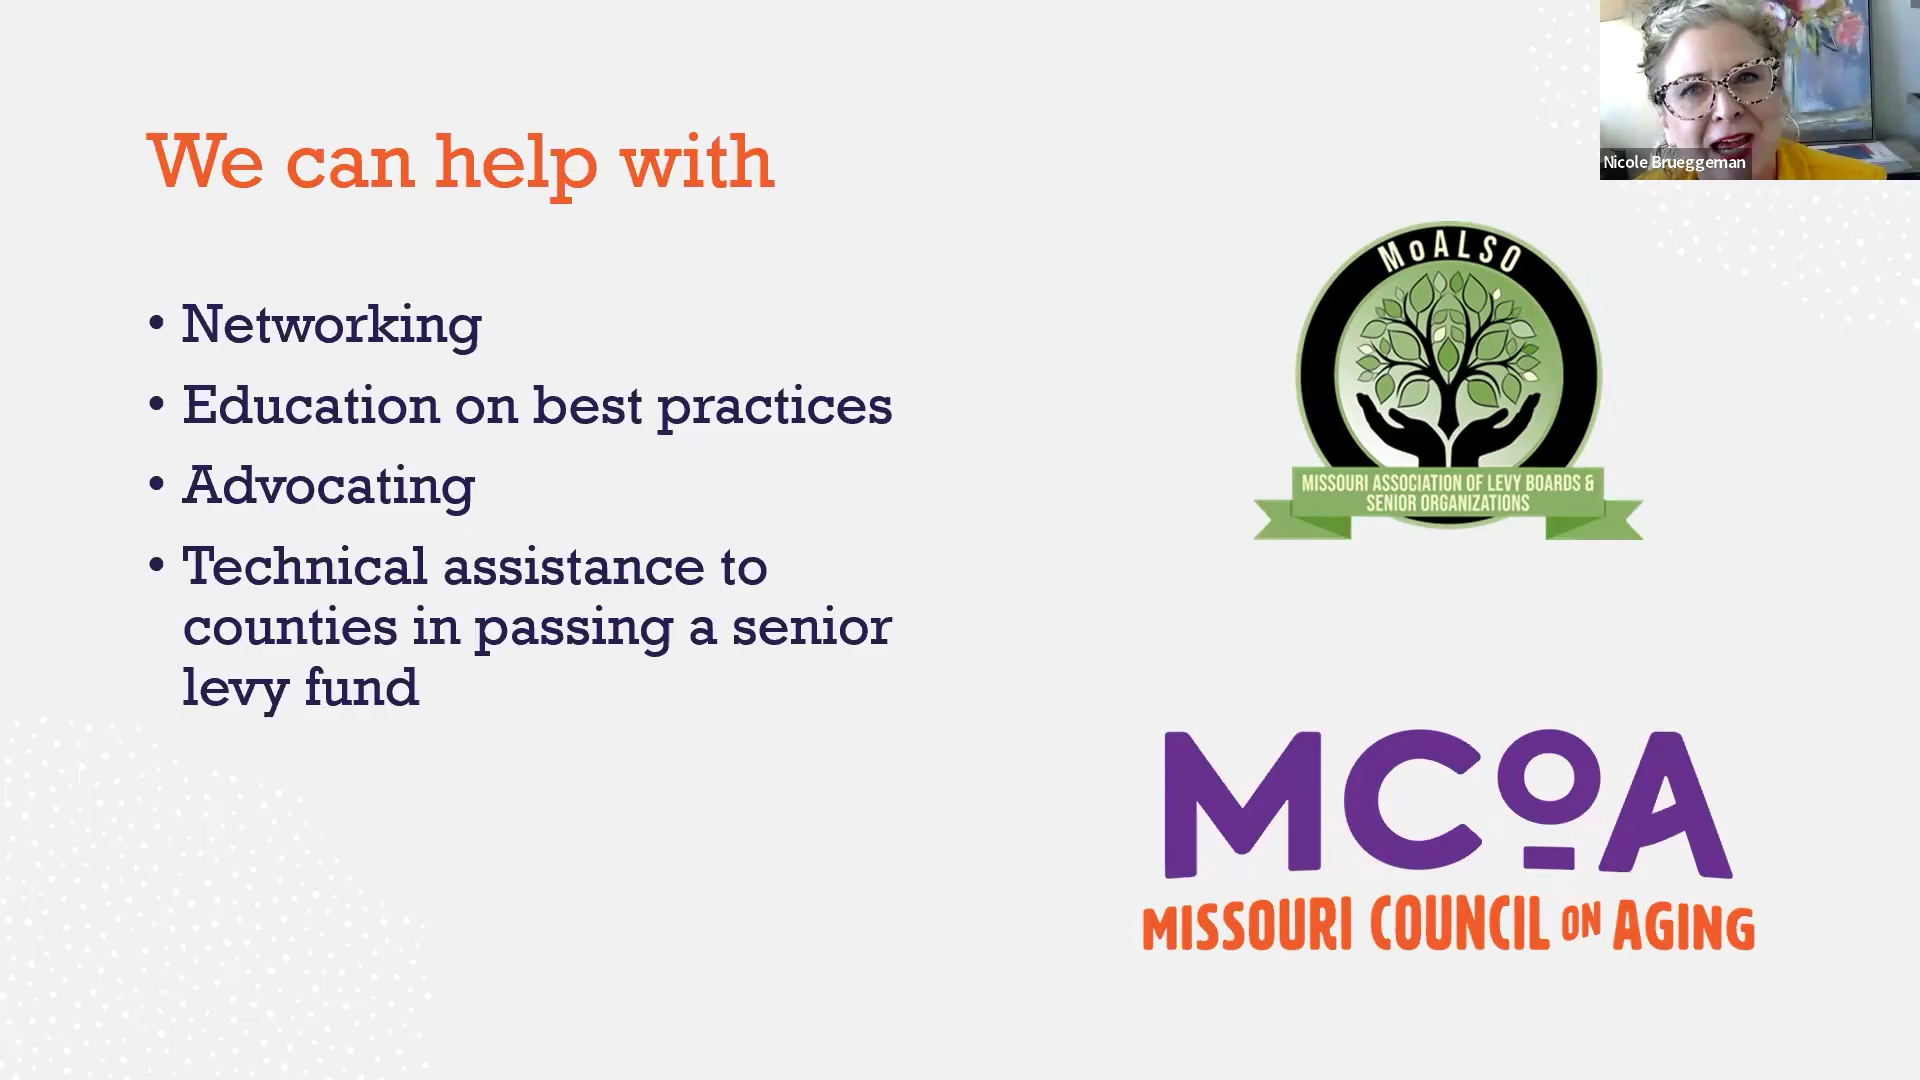 We can help with
• Networking
• Education on best practices
• Advocating
• Technical assistance to
counties in passing a senior
levy fund
Nicole Brueggeman
MoALSO
MISSOURI ASSOCIATION OF LEVY BOARDS &
SENIOR ORGANIZATIONS
MCOA
MISSOURI COUNCIL ON AGING